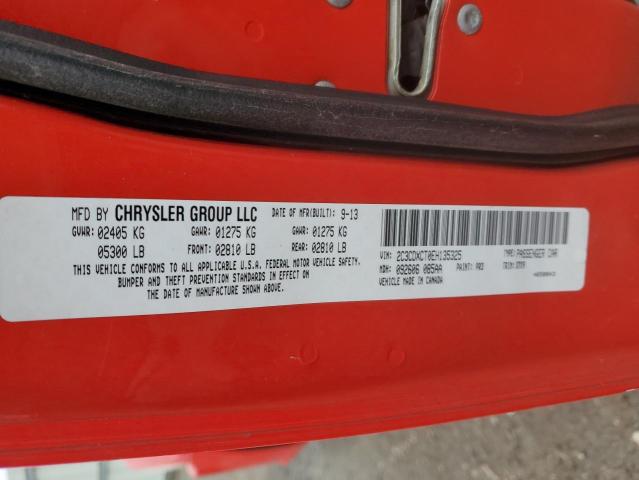 MFD BY CHRYSLER GROUP LLC DATE OF MFR(BUILT): 9-13
GVWR: 02405 KG GAWR: 01275 KG GAWR: 01275 KG
05300 LB FRONT: 02810 LB REAR: 02810 LB
THIS VEHICLE CONFORMS TO ALL APPLICABLE U.S.A. FEDERAL MOTOR VEHICLE SAFETY,
BUMPER AND THEFT PREVENTION STANDARDS IN EFFECT ON
THE DATE OF MANUFACTURE SHOWN ABOVE.
VIN: 2C3CDXCT0EH135325 TYPE: PASSENGER CAR
MDH: 092606 085AA PAINT: PR3 TRIM:
VEHICLE MADE IN CANADA